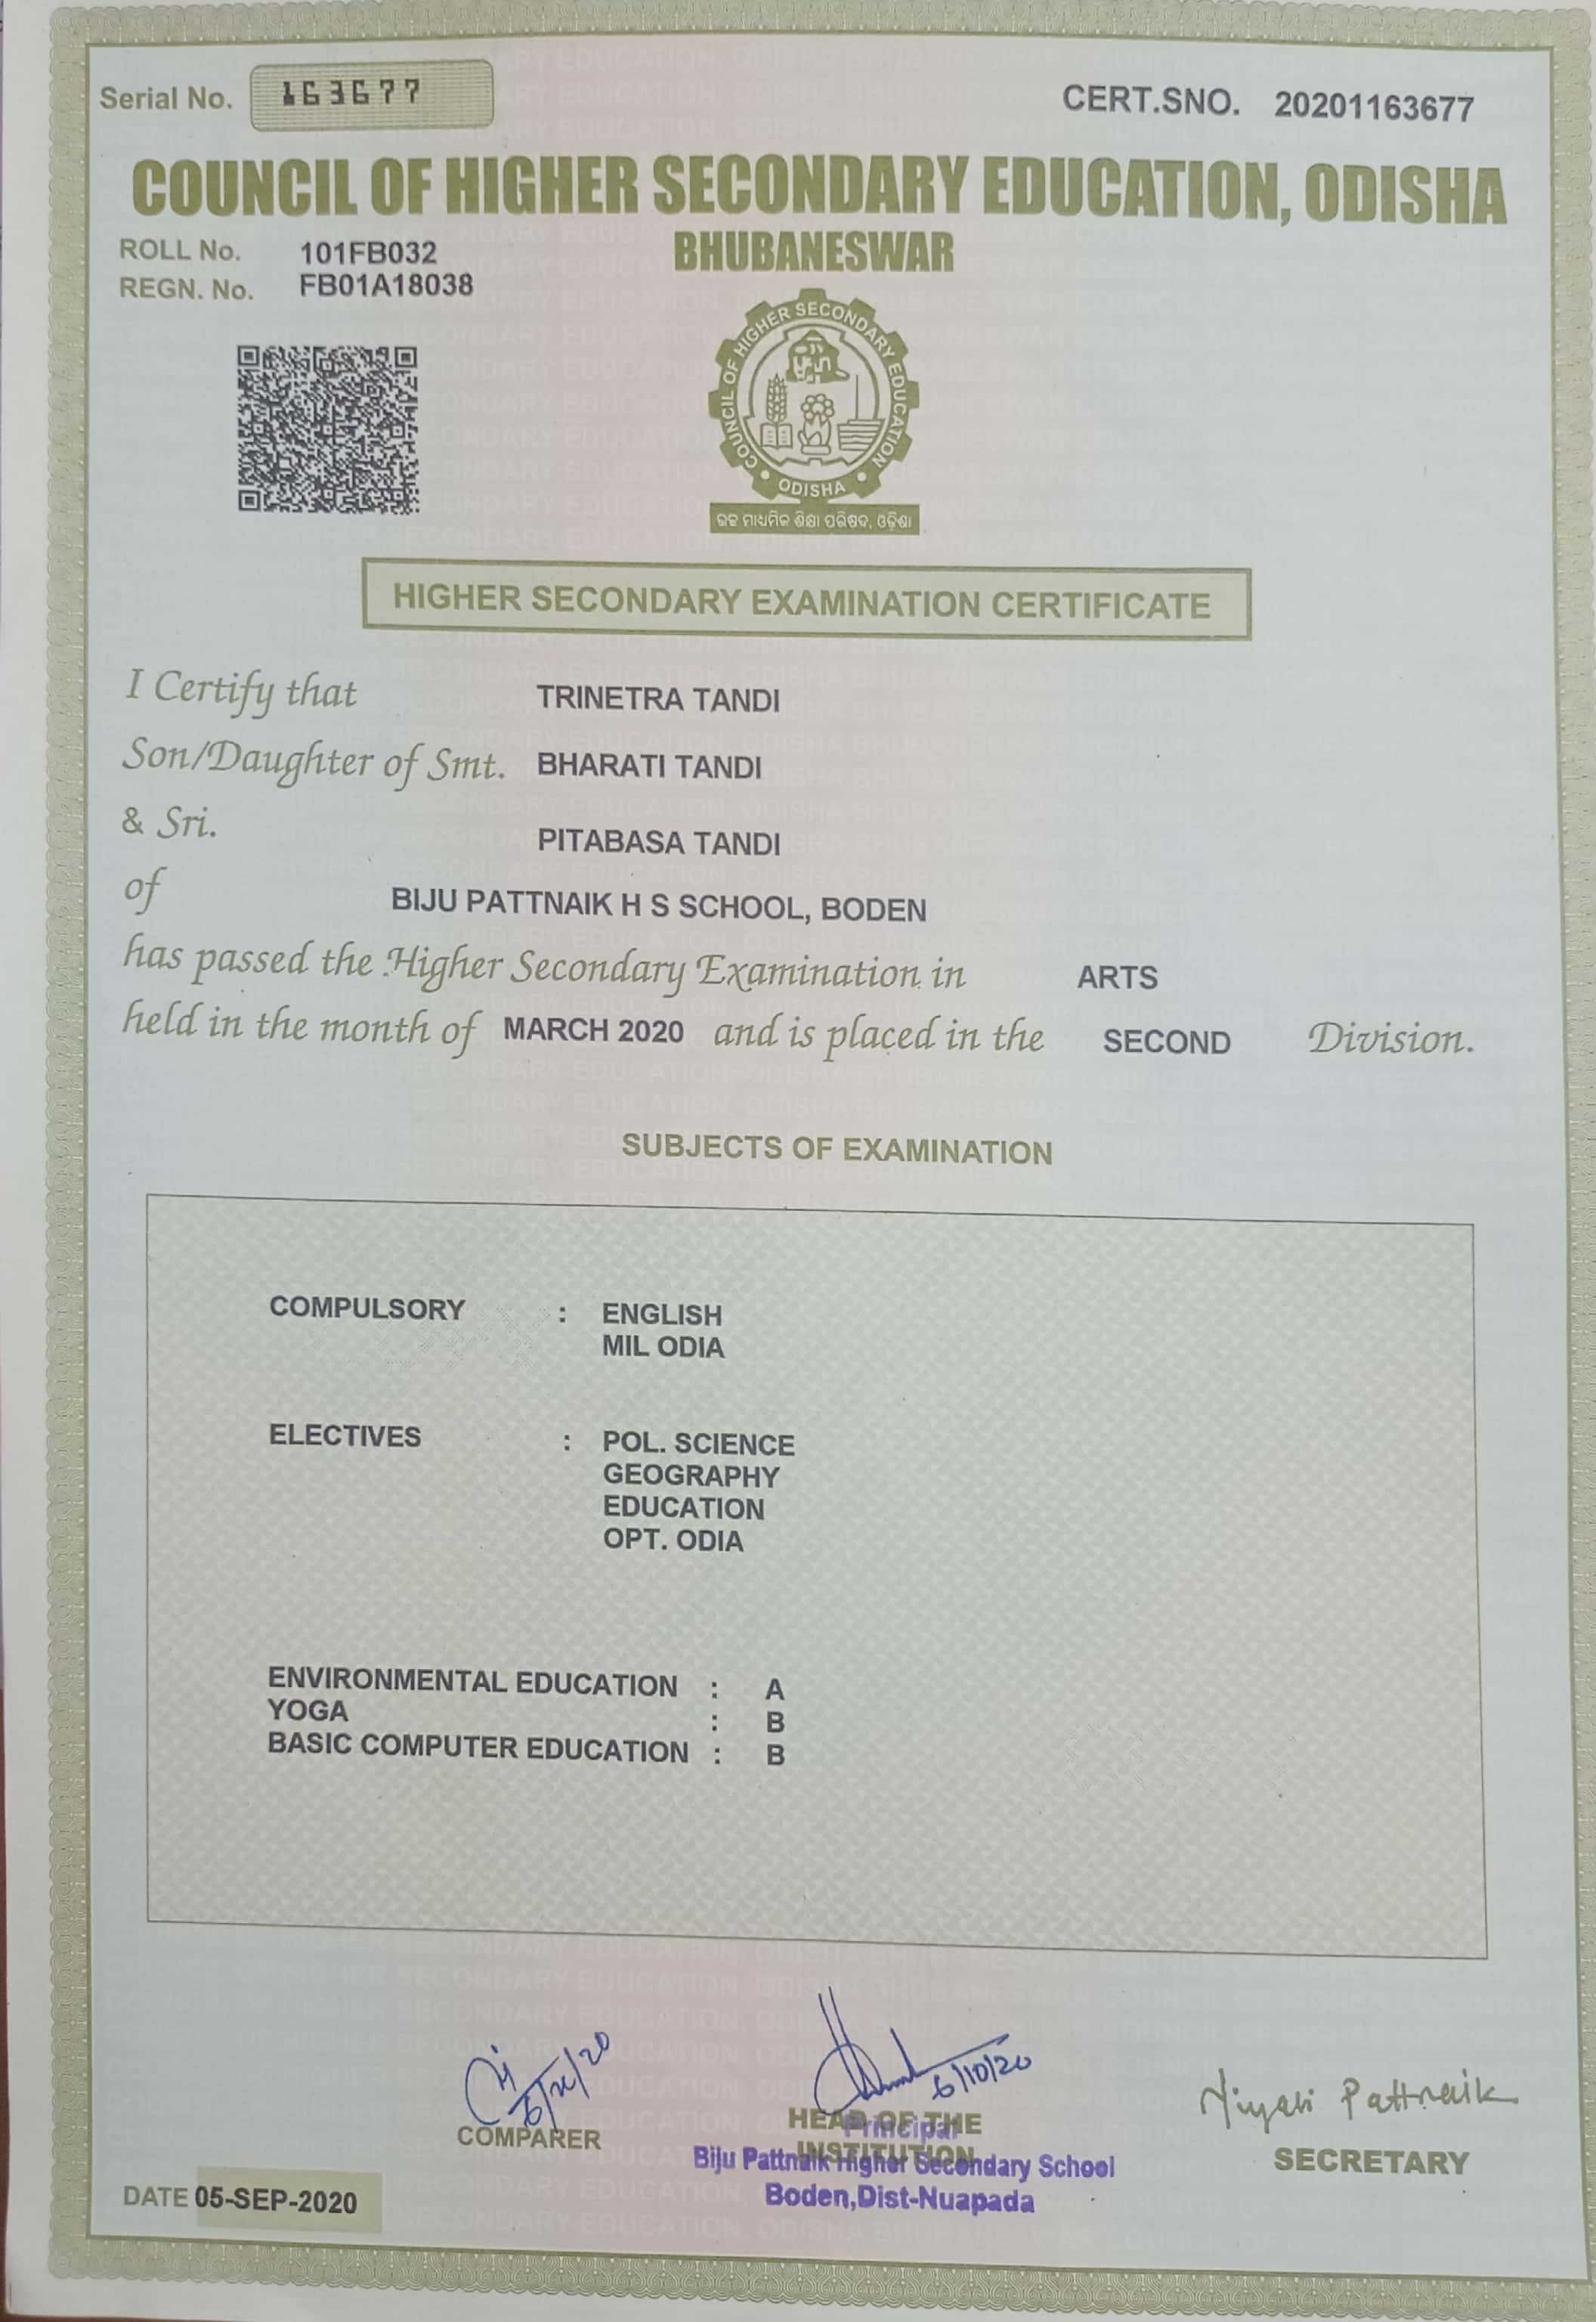 Serial No. 163677
CERT.SNO. 20201163677
COUNCIL OF HIGHER SECONDARY EDUCATION, ODISHA
BHUBANESWAR
ROLL No. 101FB032
REGN. No. FB01A18038
COUNCIL OF HIGHER SECONDARY EDUCATION
ODISHA
ଉଚ୍ଚ ମାଧ୍ୟମିକ ଶିକ୍ଷା ପରିଷଦ, ଓଡ଼ିଶା
HIGHER SECONDARY EXAMINATION CERTIFICATE
I Certify that TRINETRA TANDI
Son/Daughter of Smt. BHARATI TANDI
& Sri. PITABASA TANDI
of BIJU PATTNAIK H S SCHOOL, BODEN
has passed the Higher Secondary Examination in ARTS
held in the month of MARCH 2020 and is placed in the SECOND Division.
SUBJECTS OF EXAMINATION
COMPULSORY : ENGLISH
MIL ODIA
ELECTIVES : POL. SCIENCE
GEOGRAPHY
EDUCATION
OPT. ODIA
ENVIRONMENTAL EDUCATION : A
YOGA : B
BASIC COMPUTER EDUCATION : B
6/10/20
COMPARER
HEAD OF THE
INSTITUTION
Principal
Biju Pattnaik Higher Secondary School
Boden,Dist-Nuapada
Niyati Pattnaik
SECRETARY
DATE 05-SEP-2020